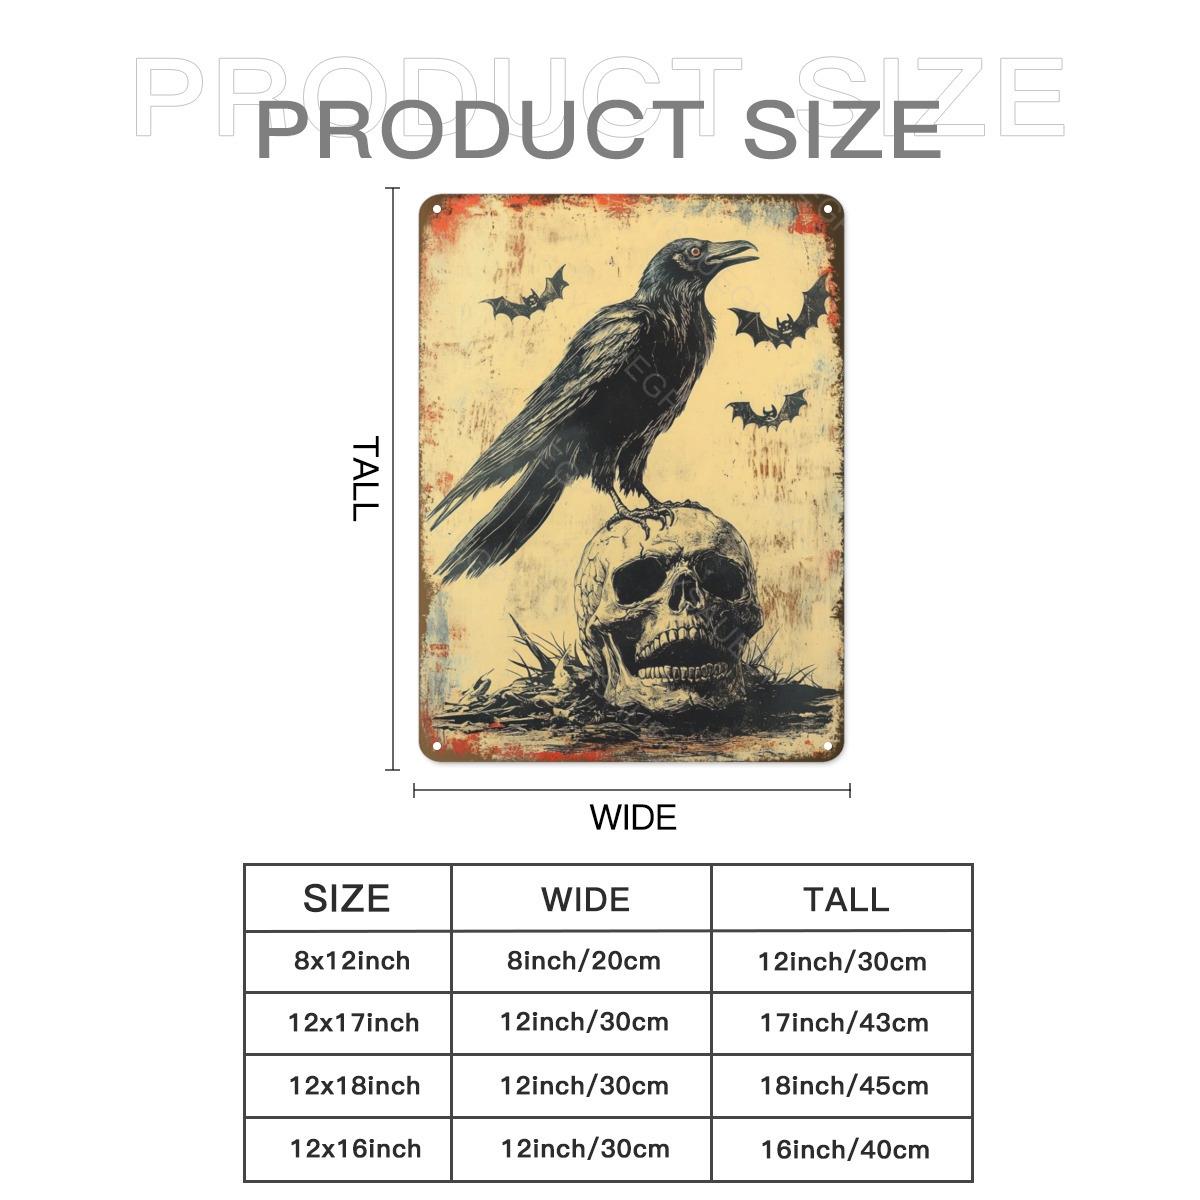 PRODUCT SIZE
PRODUCT SIZE
TALL
WIDE
SIZE WIDE TALL
8x12inch 8inch/20cm 12inch/30cm
12x17inch 12inch/30cm 17inch/43cm
12x18inch 12inch/30cm 18inch/45cm
12x16inch 12inch/30cm 16inch/40cm